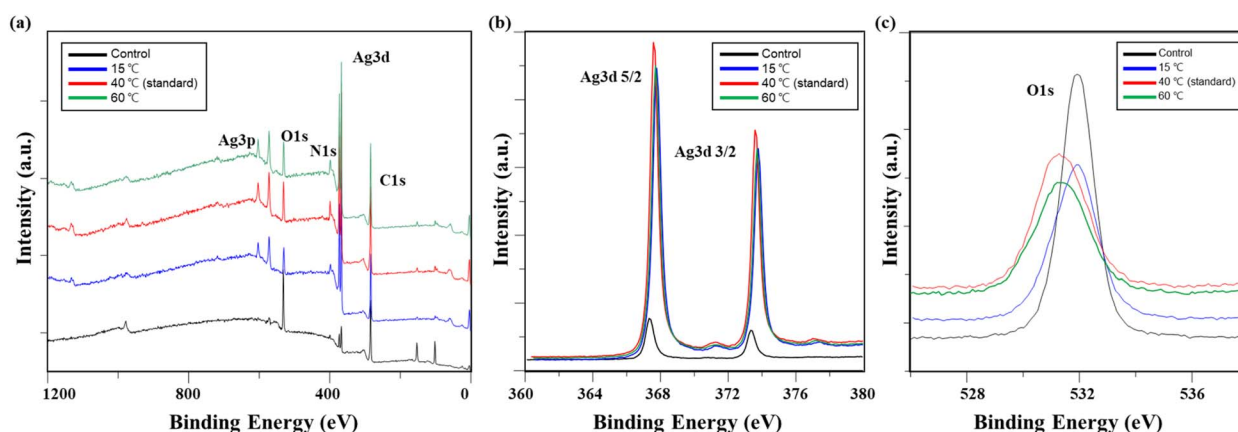 (a)
Control
15 ℃
40 ℃ (standard)
60 ℃
Ag3d
Ag3p
O1s
N1s
C1s
Intensity (a.u.)
1200
800
600
400
200
0
Binding Energy (eV)
(b)
Control
15 ℃
40 ℃ (standard)
60 ℃
Ag3d 5/2
Ag3d 3/2
Intensity (a.u.)
360
364
368
372
376
380
Binding Energy (eV)
(c)
Control
15 ℃
40 ℃ (standard)
60 ℃
O1s
Intensity (a.u.)
528
532
536
Binding Energy (eV)